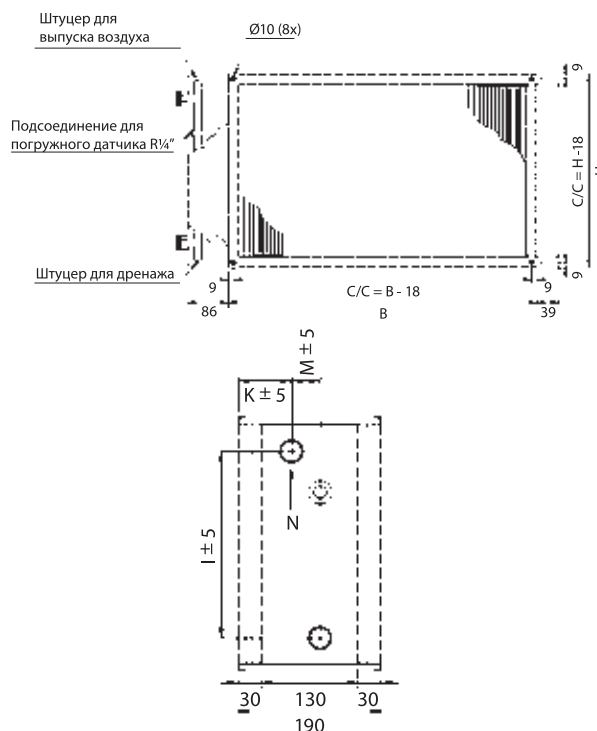 Штуцер для
выпуска воздуха
Ø10 (8x)
9
Подсоединение для
погружного датчика R¼"
C/C = H -18
Штуцер для дренажа
9
9
C/C = B - 18
9
86
B
39
M ± 5
K ± 5
I ± 5
N
30 130 30
190